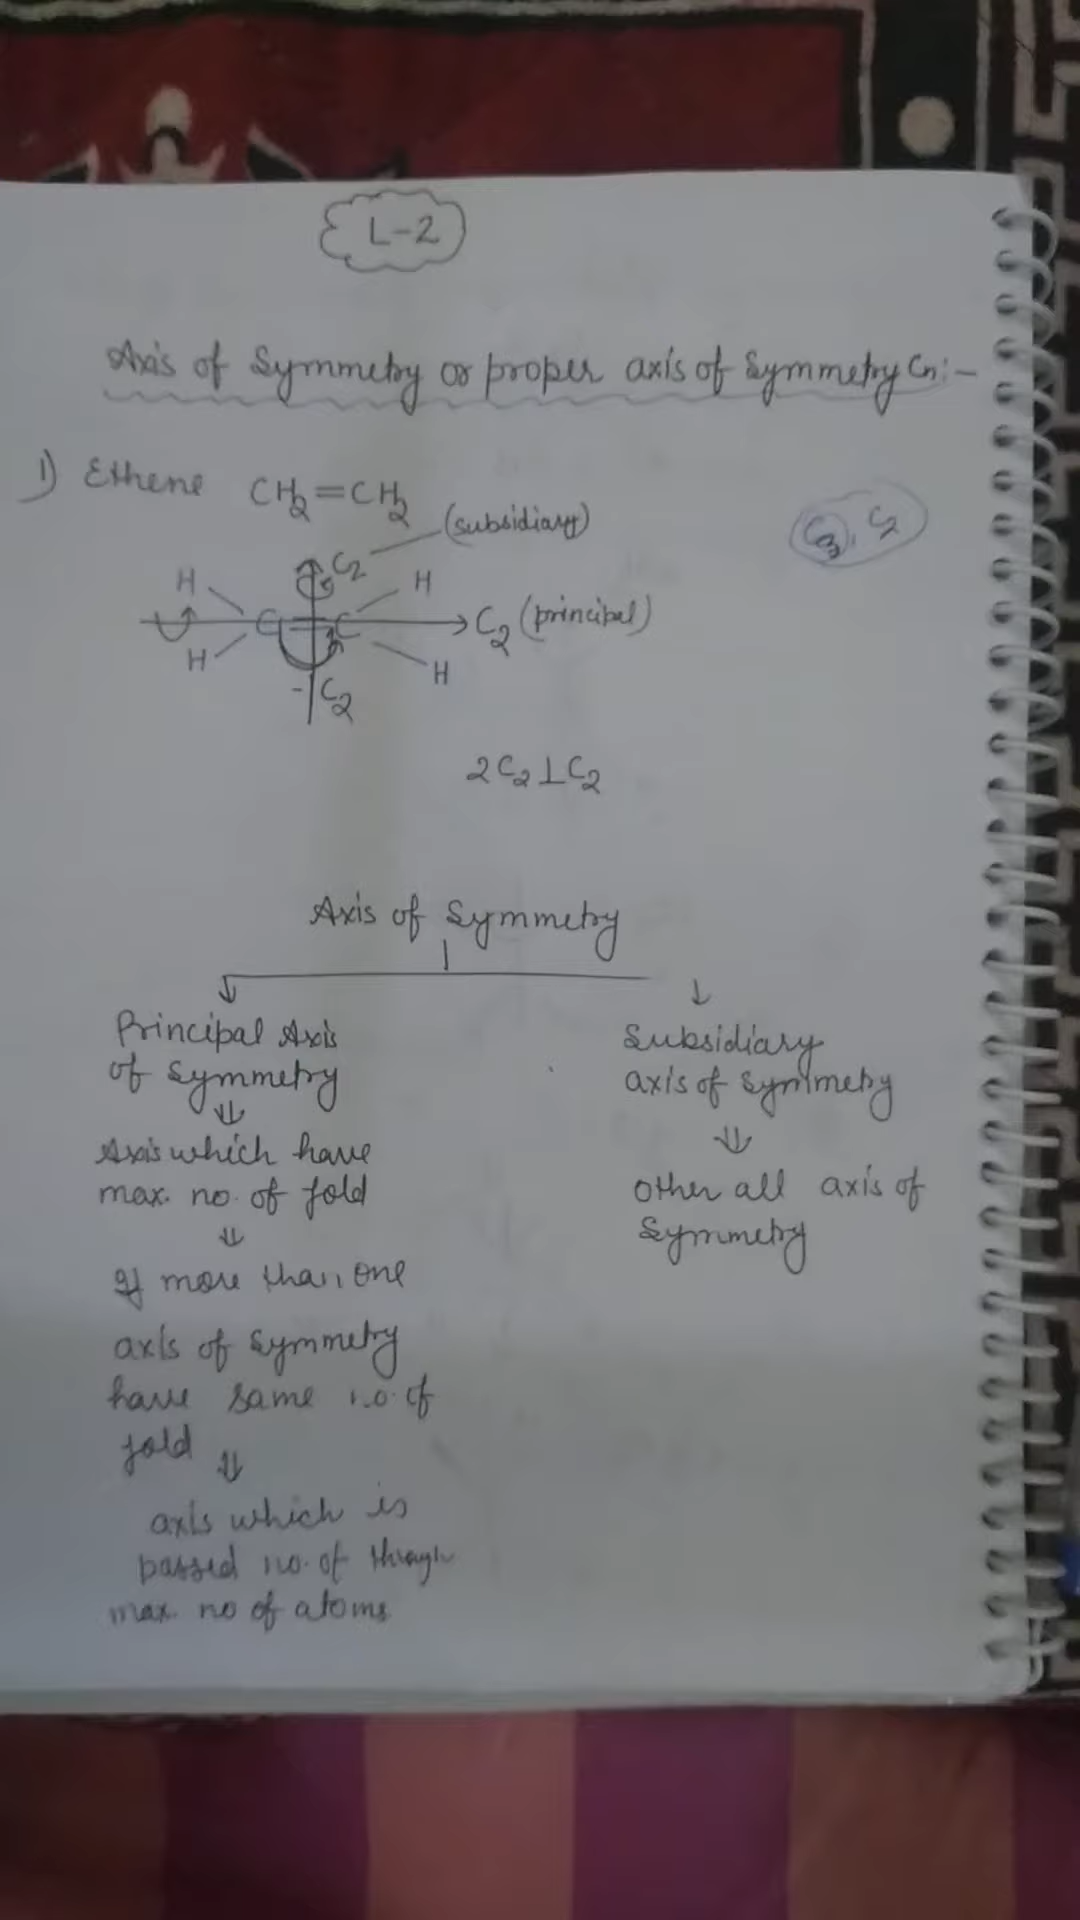 L-2
Axis of Symmetry or proper axis of Symmetry Cn:-
1) Ethene CH2=CH2
(subsidiary)
C3, C2
C2
H H
C C → C2 (principal)
H H
C2
2C2⊥C2
Axis of Symmetry
Principal Axis
of Symmetry
Axis which have
max. no. of fold
If more than one
axis of Symmetry
have same no. of
fold
axis which is
passed no. of through
max. no of atoms
Subsidiary
axis of Symmetry
Other all axis of
Symmetry